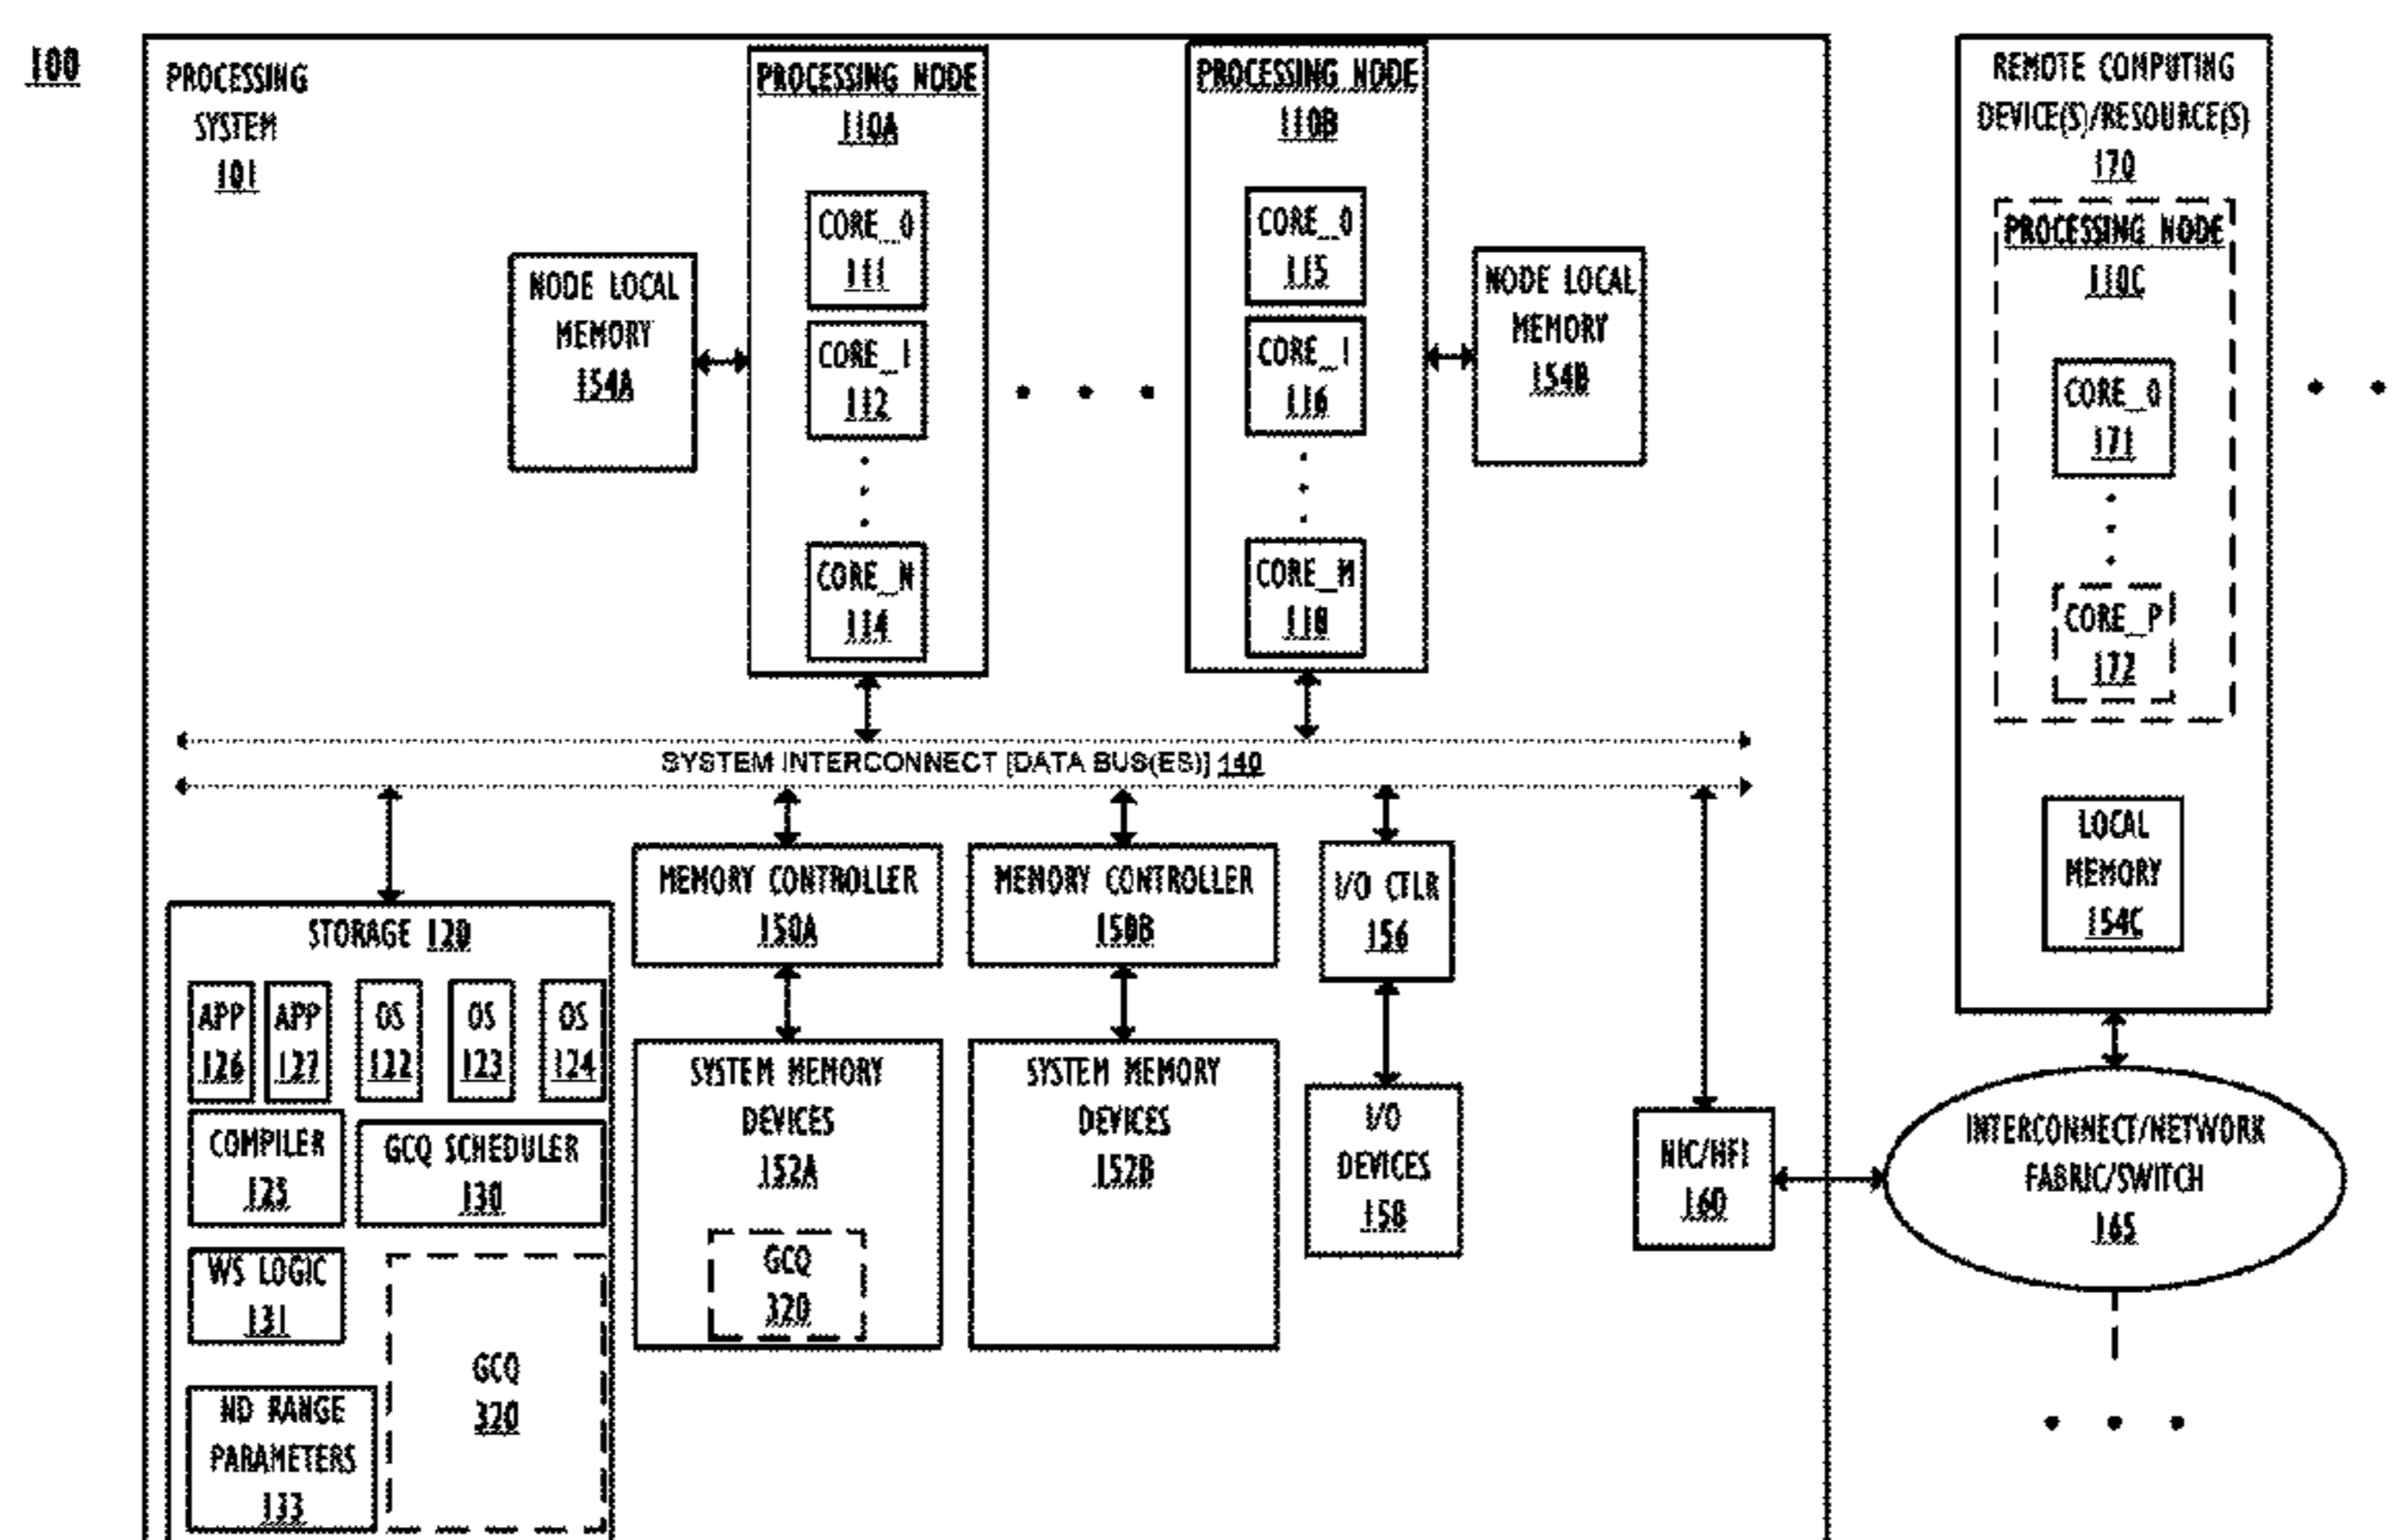 100
PROCESSING
SYSTEM
101
PROCESSING NODE
110A
CORE_0
111
CORE_1
112
CORE_N
114
NODE LOCAL
MEMORY
154A
PROCESSING NODE
110B
CORE_0
115
CORE_1
116
CORE_M
118
NODE LOCAL
MEMORY
154B
REMOTE COMPUTING
DEVICE(S)/RESOURCE(S)
170
PROCESSING NODE
110C
CORE_0
171
CORE_P
172
LOCAL
MEMORY
154C
SYSTEM INTERCONNECT [DATA BUS(ES)] 140
STORAGE 120
APP
126
APP
127
OS
122
OS
123
OS
124
COMPILER
125
GCQ SCHEDULER
130
WS LOGIC
131
GCQ
320
ND RANGE
PARAMETERS
133
MEMORY CONTROLLER
150A
SYSTEM MEMORY
DEVICES
152A
GCQ
320
MEMORY CONTROLLER
150B
SYSTEM MEMORY
DEVICES
152B
I/O CTLR
156
I/O
DEVICES
158
NIC/HFI
160
INTERCONNECT/NETWORK
FABRIC/SWITCH
165